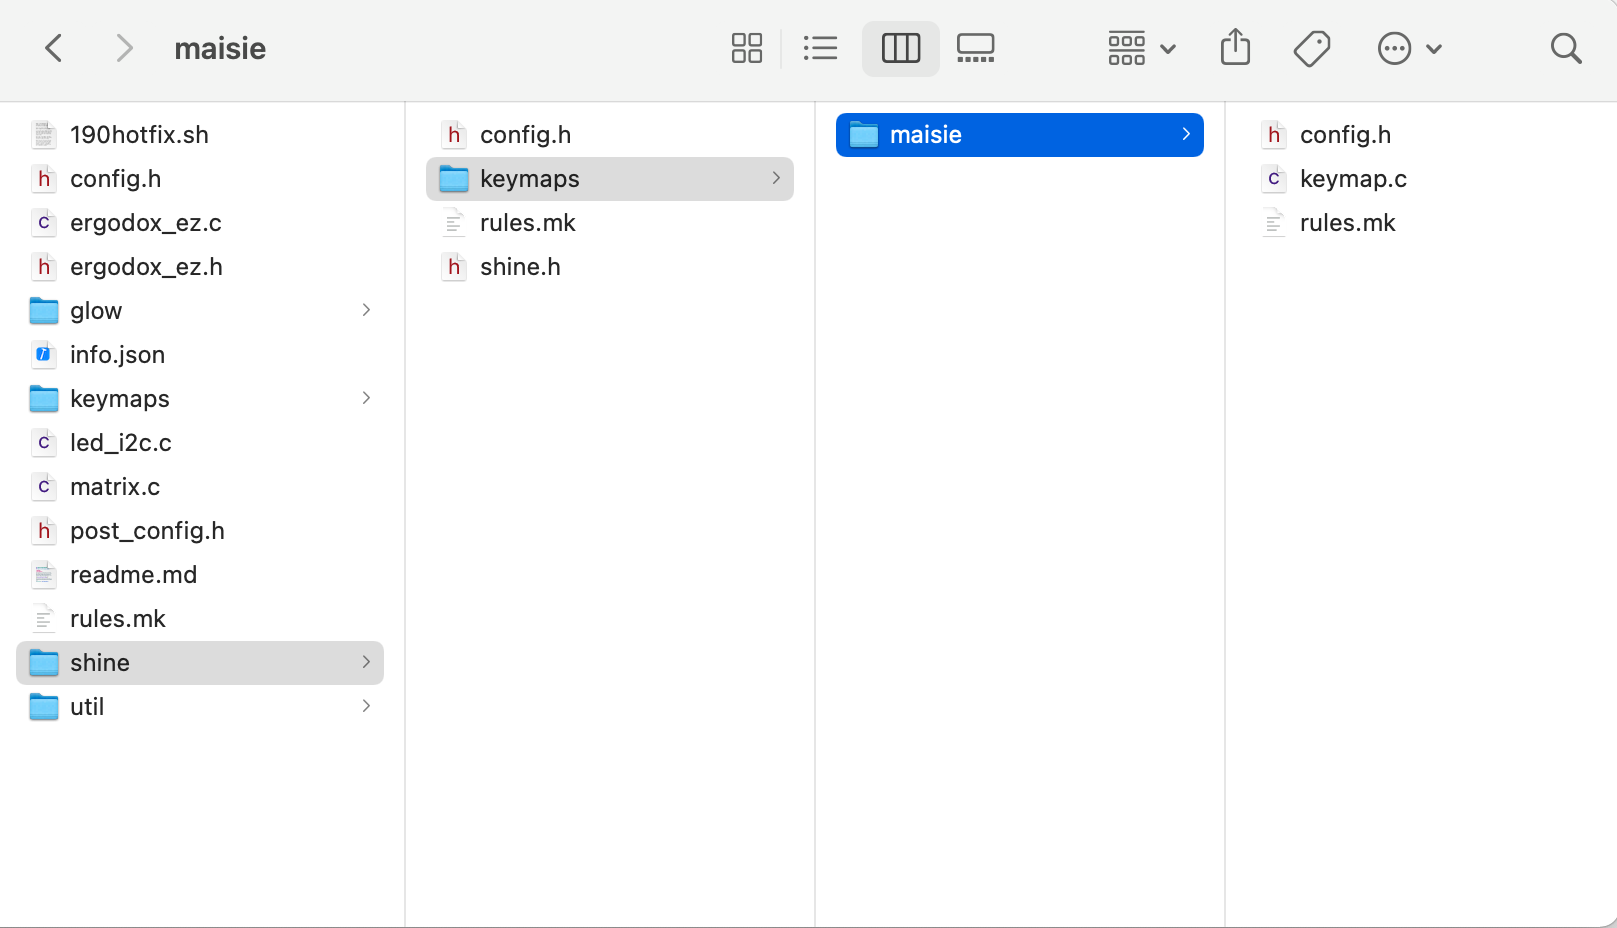 maisie
190hotfix.sh
config.h
ergodox_ez.c
ergodox_ez.h
glow
info.json
keymaps
led_i2c.c
matrix.c
post_config.h
readme.md
rules.mk
shine
util
config.h
keymaps
rules.mk
shine.h
maisie
config.h
keymap.c
rules.mk